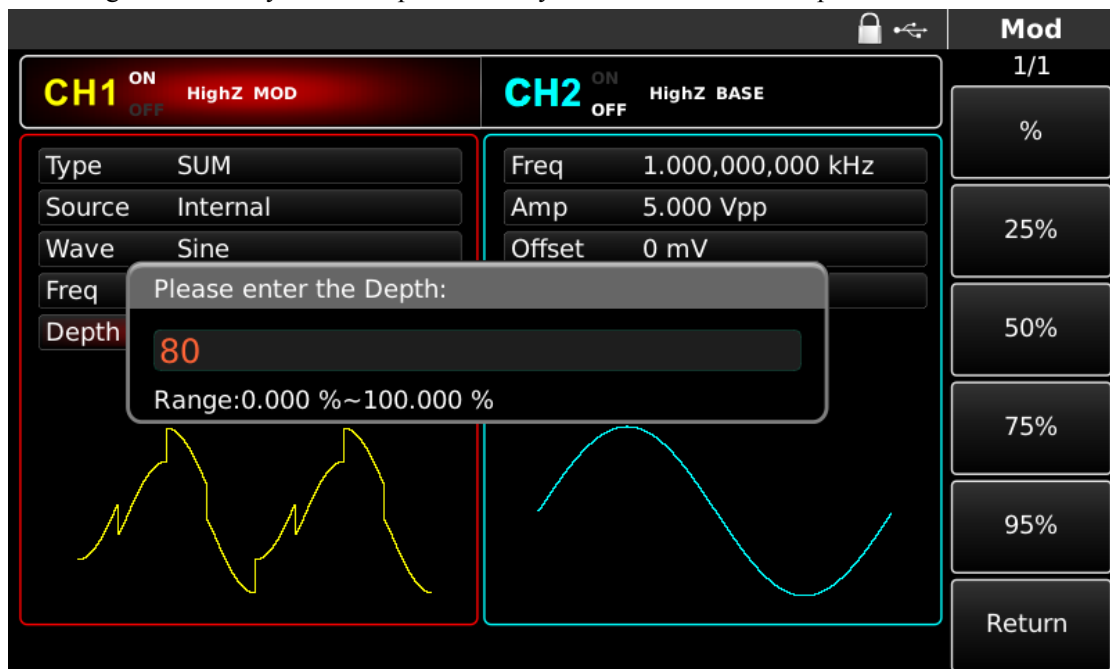 Mod
1/1
CH1 ON OFF HighZ MOD
CH2 ON OFF HighZ BASE
%
Type SUM
Freq 1.000,000,000 kHz
Source Internal
Amp 5.000 Vpp
25%
Wave Sine
Offset 0 mV
Freq
Please enter the Depth:
Depth
80
50%
Range:0.000 %~100.000 %
75%
95%
Return